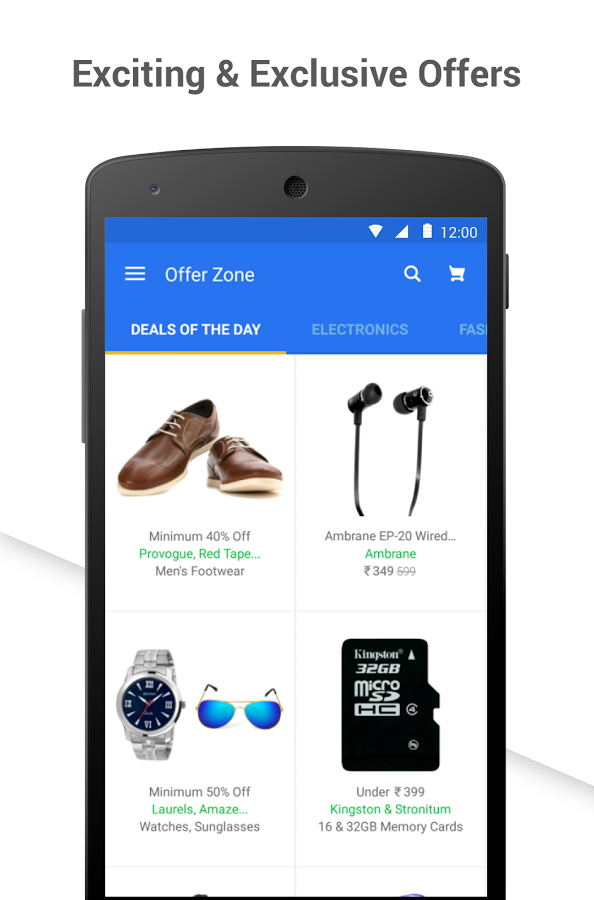 Exciting & Exclusive Offers
12:00
Offer Zone
DEALS OF THE DAY
ELECTRONICS
FAS
Minimum 40% Off
Provogue, Red Tape...
Men's Footwear
Ambrane EP-20 Wired...
Ambrane
₹349 599
Kingston®
32GB
micro
SD
HC 4
Minimum 50% Off
Laurels, Amaze...
Watches, Sunglasses
Under ₹399
Kingston & Stronitum
16 & 32GB Memory Cards